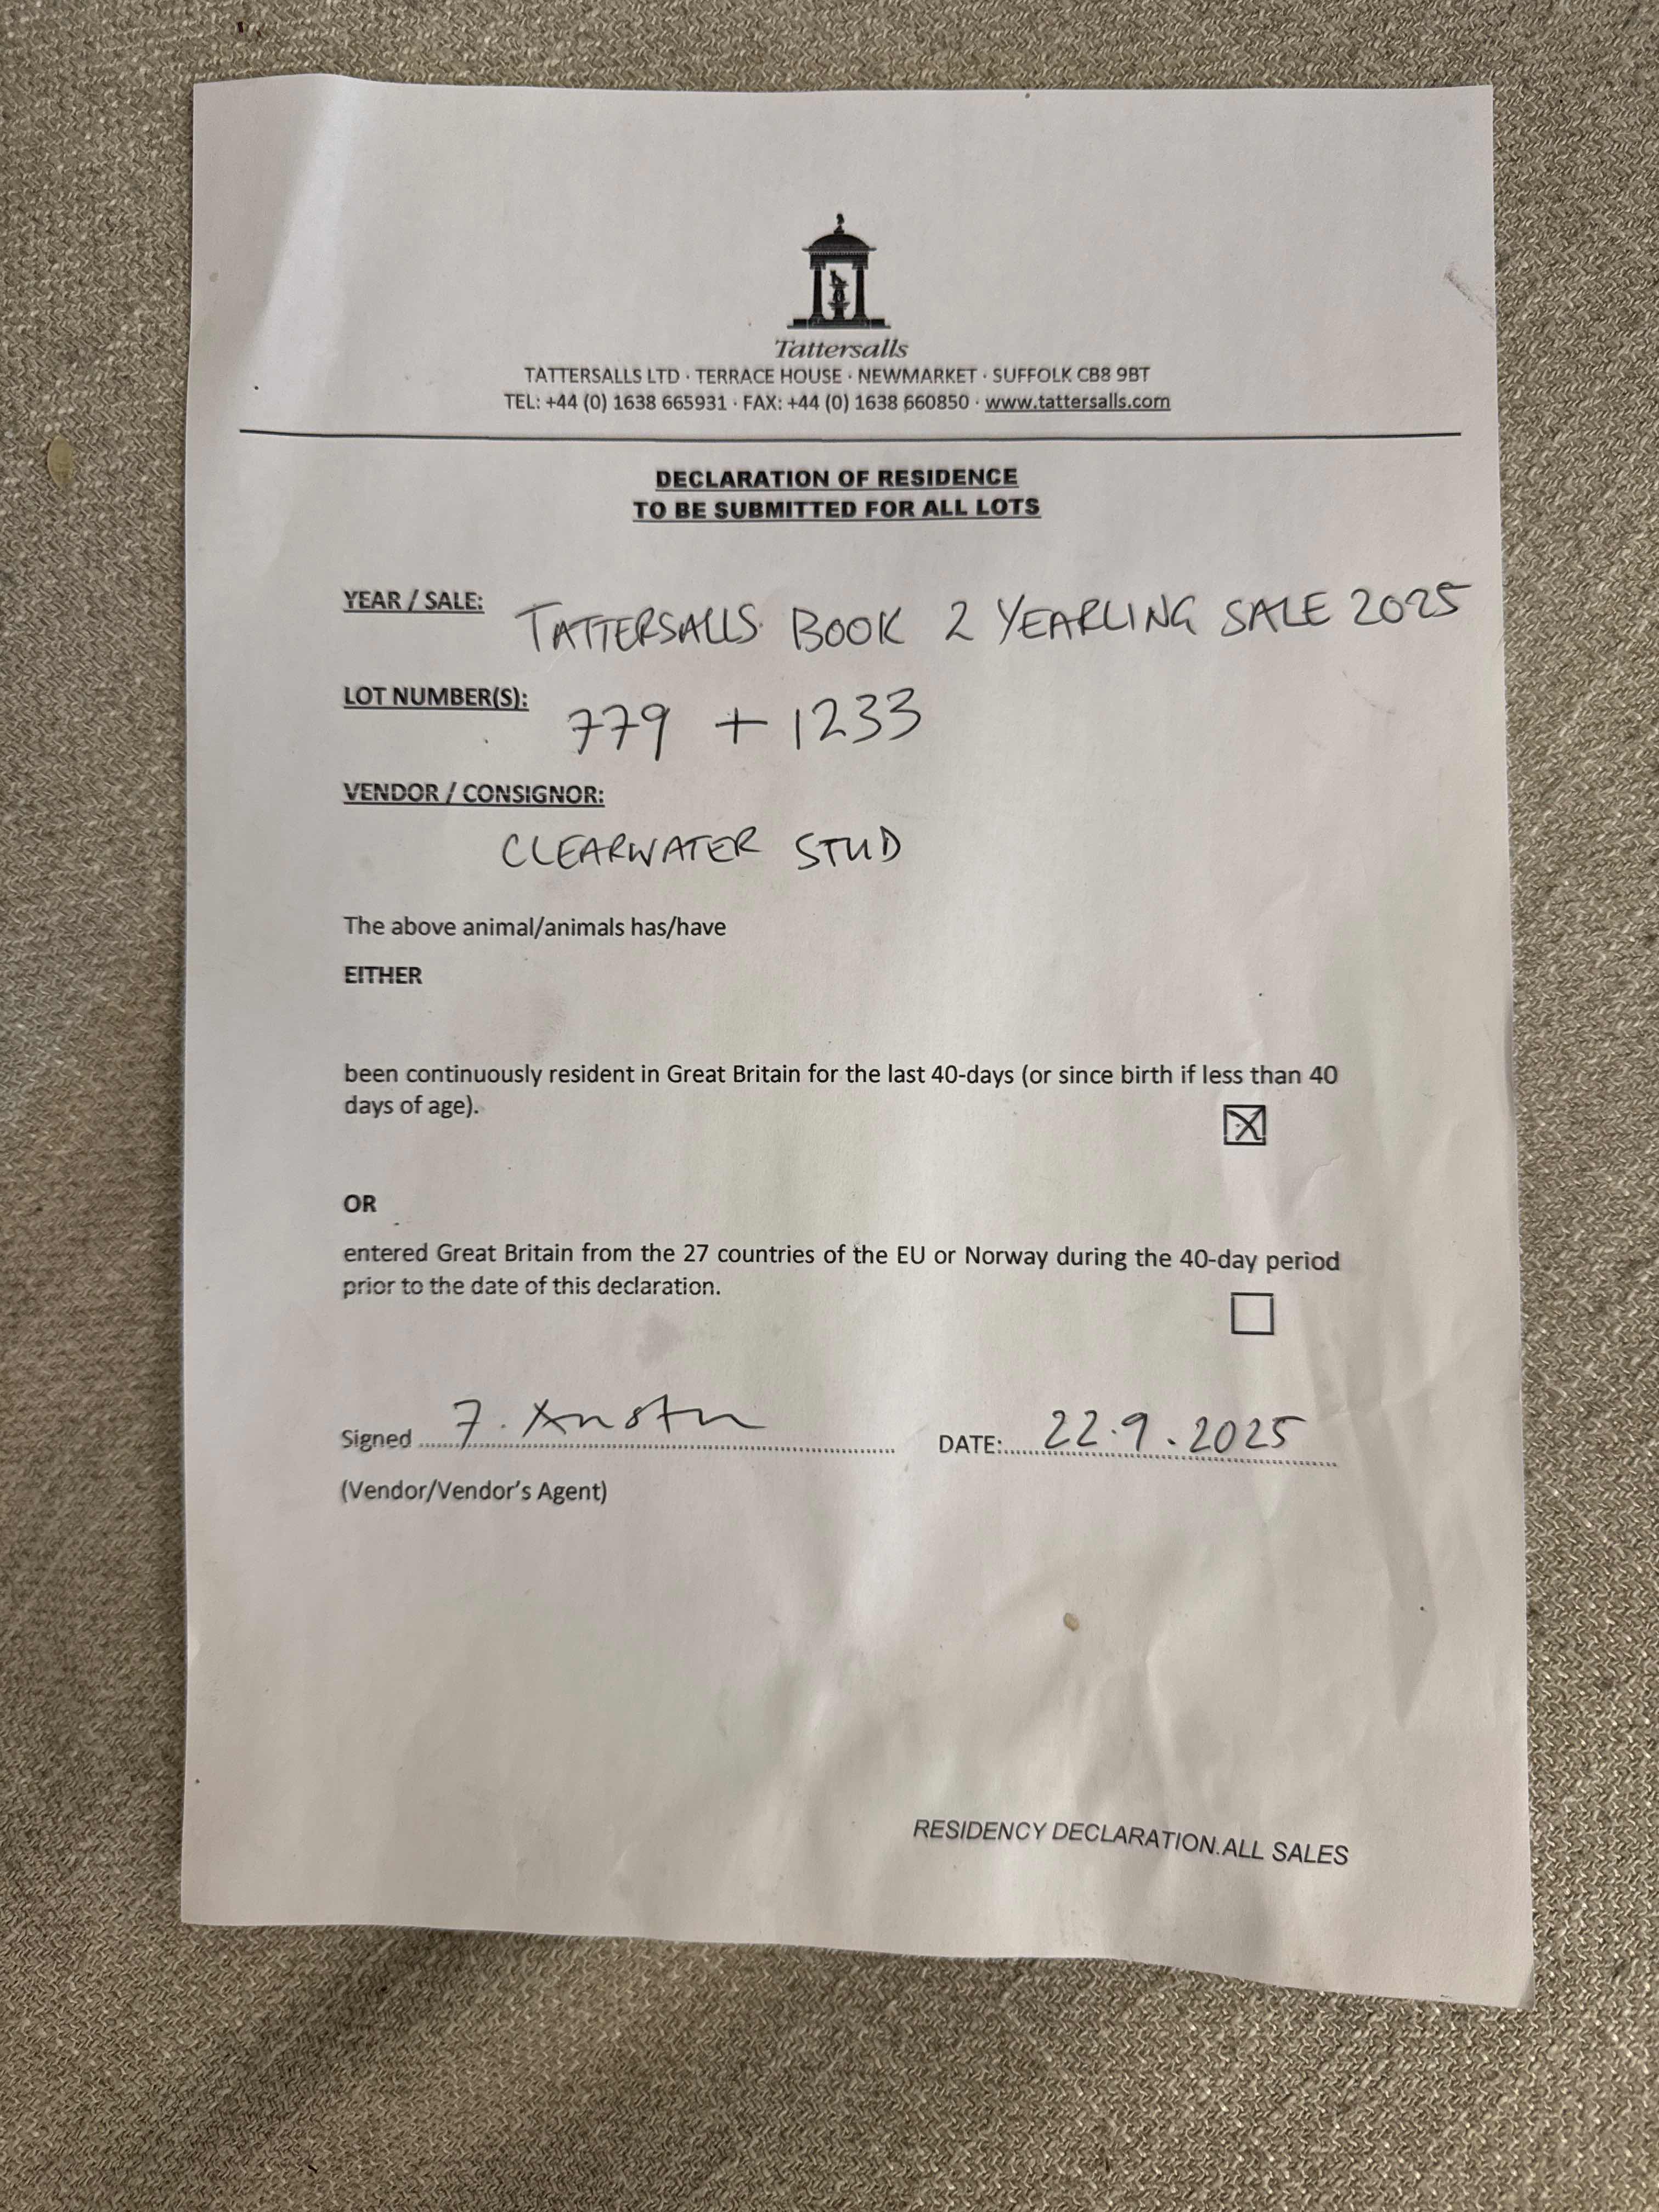 Tattersalls
TATTERSALLS LTD · TERRACE HOUSE · NEWMARKET · SUFFOLK CB8 9BT
TEL: +44 (0) 1638 665931 · FAX: +44 (0) 1638 660850 · www.tattersalls.com
DECLARATION OF RESIDENCE
TO BE SUBMITTED FOR ALL LOTS
YEAR / SALE: TATTERSALLS BOOK 2 YEARLING SALE 2025
LOT NUMBER(S): 779 + 1233
VENDOR / CONSIGNOR:
CLEARWATER STUD
The above animal/animals has/have
EITHER
been continuously resident in Great Britain for the last 40-days (or since birth if less than 40
days of age).
OR
entered Great Britain from the 27 countries of the EU or Norway during the 40-day period
prior to the date of this declaration.
Signed DATE: 22.9.2025
(Vendor/Vendor's Agent)
RESIDENCY DECLARATION.ALL SALES